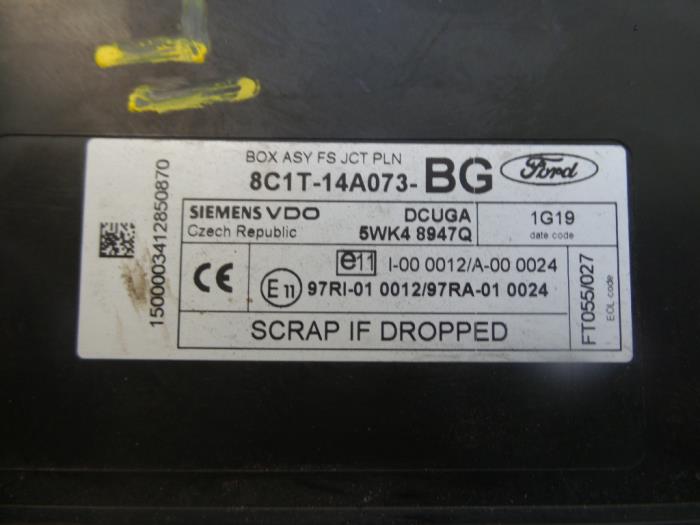 BOX ASY FS JCT PLN
8C1T-14A073-BG
Ford
SIEMENS VDO DCUGA 1G19
Czech Republic 5WK4 8947Q date code
CE e11 I-00 0012/A-00 0024
E11 97RI-01 0012/97RA-01 0024
SCRAP IF DROPPED
1500003412850870
FT055/027
EOL code